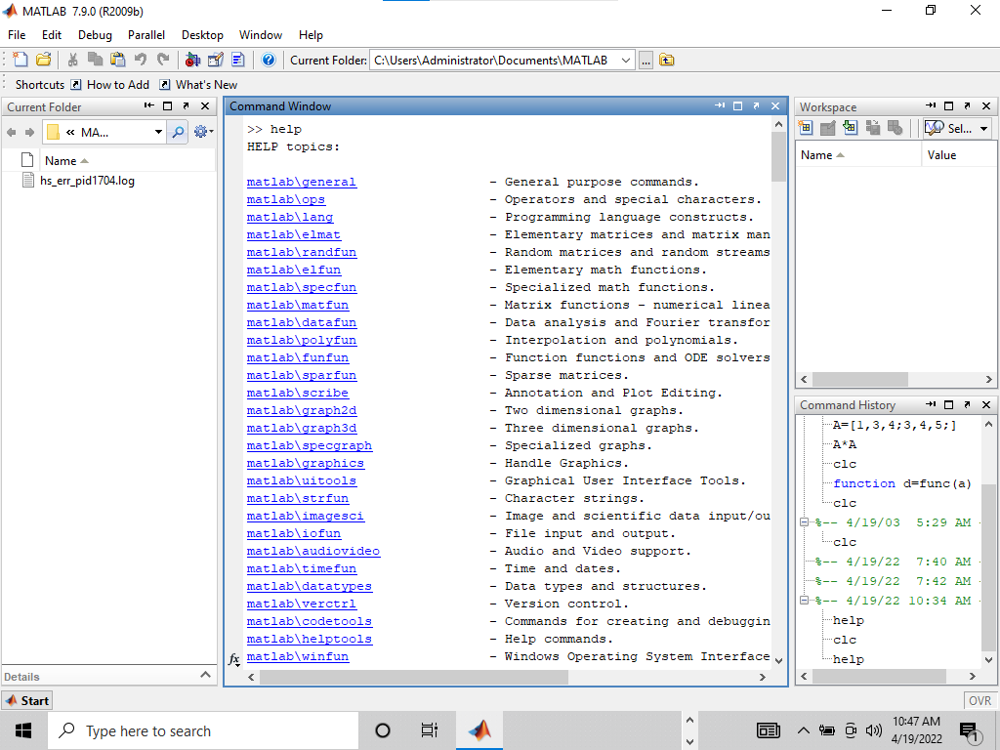 MATLAB 7.9.0 (R2009b)
File Edit Debug Parallel Desktop Window Help
Current Folder: C:\Users\Administrator\Documents\MATLAB ...
Shortcuts How to Add What's New
Current Folder
« MA...
Name
hs_err_pid1704.log
Details
Command Window
>> help
HELP topics:
matlab\general - General purpose commands.
matlab\ops - Operators and special characters.
matlab\lang - Programming language constructs.
matlab\elmat - Elementary matrices and matrix man
matlab\randfun - Random matrices and random streams
matlab\elfun - Elementary math functions.
matlab\specfun - Specialized math functions.
matlab\matfun - Matrix functions - numerical linea
matlab\datafun - Data analysis and Fourier transfor
matlab\polyfun - Interpolation and polynomials.
matlab\funfun - Function functions and ODE solvers
matlab\sparfun - Sparse matrices.
matlab\scribe - Annotation and Plot Editing.
matlab\graph2d - Two dimensional graphs.
matlab\graph3d - Three dimensional graphs.
matlab\specgraph - Specialized graphs.
matlab\graphics - Handle Graphics.
matlab\uitools - Graphical User Interface Tools.
matlab\strfun - Character strings.
matlab\imagesci - Image and scientific data input/ou
matlab\iofun - File input and output.
matlab\audiovideo - Audio and Video support.
matlab\timefun - Time and dates.
matlab\datatypes - Data types and structures.
matlab\verctrl - Version control.
matlab\codetools - Commands for creating and debuggin
matlab\helptools - Help commands.
matlab\winfun - Windows Operating System Interface
fx
Workspace
Sel...
Name Value
Command History
A=[1,3,4;3,4,5;]
A*A
clc
function d=func(a)
clc
%-- 4/19/03 5:29 AM
clc
%-- 4/19/22 7:40 AM
%-- 4/19/22 7:42 AM
%-- 4/19/22 10:34 AM
help
clc
help
Start
OVR
Type here to search
10:47 AM
4/19/2022
1